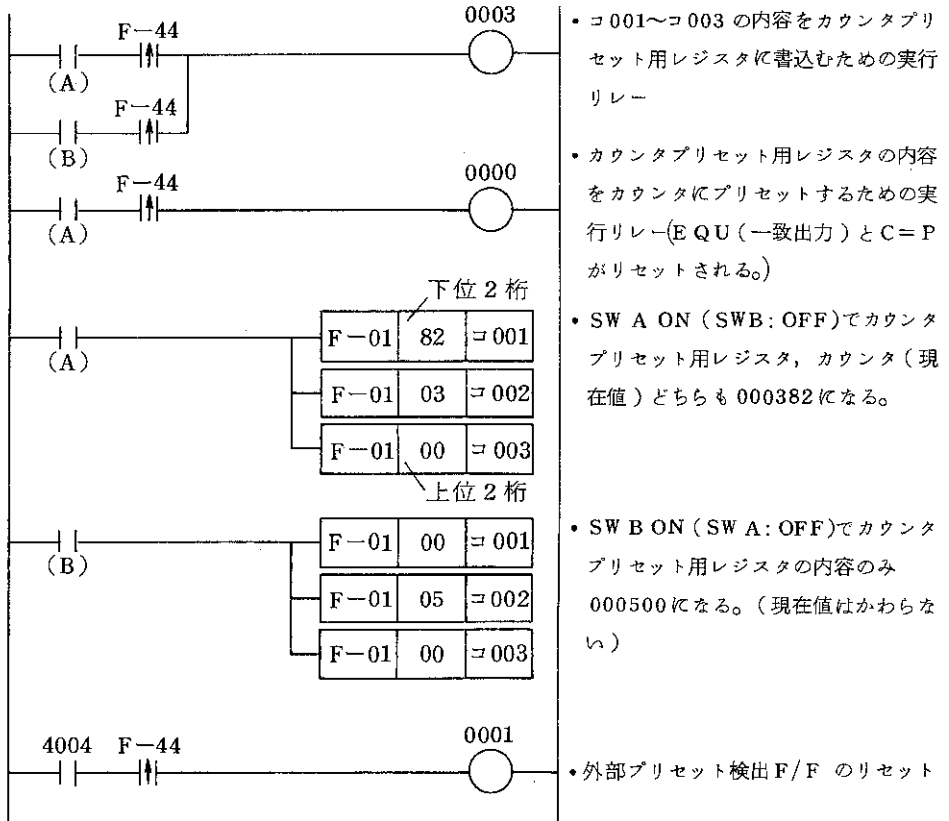 F-44 0003
(A)
F-44
(B)
・コ001～コ003 の内容をカウンタプリ
セット用レジスタに書込むための実行
リレー
F-44 0000
(A)
・カウンタプリセット用レジスタの内容
をカウンタにプリセットするための実
行リレー(EQU(一致出力)とC=P
がリセットされる。)
下位2桁
(A)
F-01 82 コ001
F-01 03 コ002
F-01 00 コ003
上位2桁
・SW A ON (SWB: OFF)でカウンタ
プリセット用レジスタ, カウンタ(現
在値)どちらも 000382になる。
(B)
F-01 00 コ001
F-01 05 コ002
F-01 00 コ003
・SW B ON (SW A: OFF)でカウンタ
プリセット用レジスタの内容のみ
000500になる。(現在値はかわらな
い)
4004 F-44 0001
・外部プリセット検出F/F のリセット